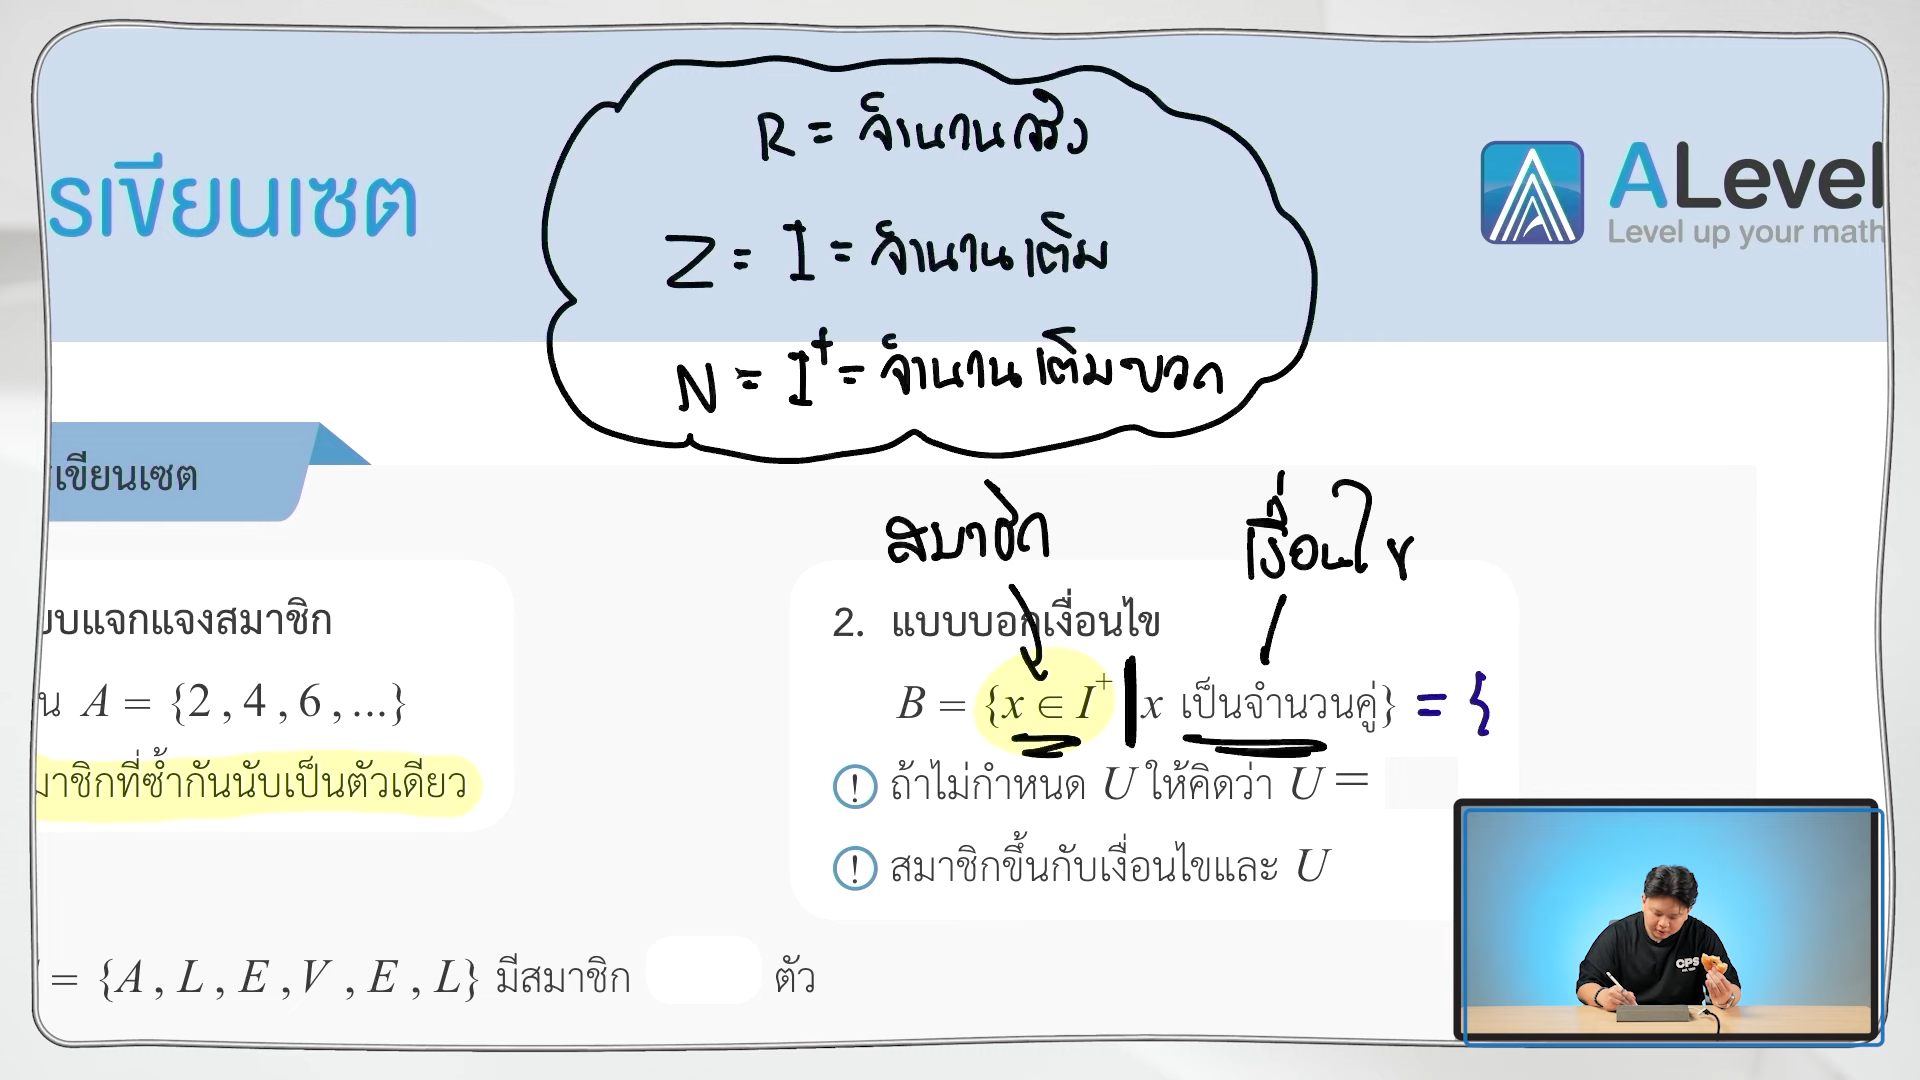 R = จำนวนจริง
รเขียนเซต
ALevel
Level up your math
Z = I = จำนวนเต็ม
N = I⁺ = จำนวนเต็มบวก
เขียนเซต
สมาชิก
เงื่อนไข
บบแจกแจงสมาชิก
2. แบบบอกเงื่อนไข
น A = {2 , 4 , 6 , ...}
B = {x ∈ I⁺ | x เป็นจำนวนคู่} = {
มาชิกที่ซ้ำกันนับเป็นตัวเดียว
! ถ้าไม่กำหนด U ให้คิดว่า U =
! สมาชิกขึ้นกับเงื่อนไขและ U
= {A , L , E , V , E , L} มีสมาชิก ตัว
OPS